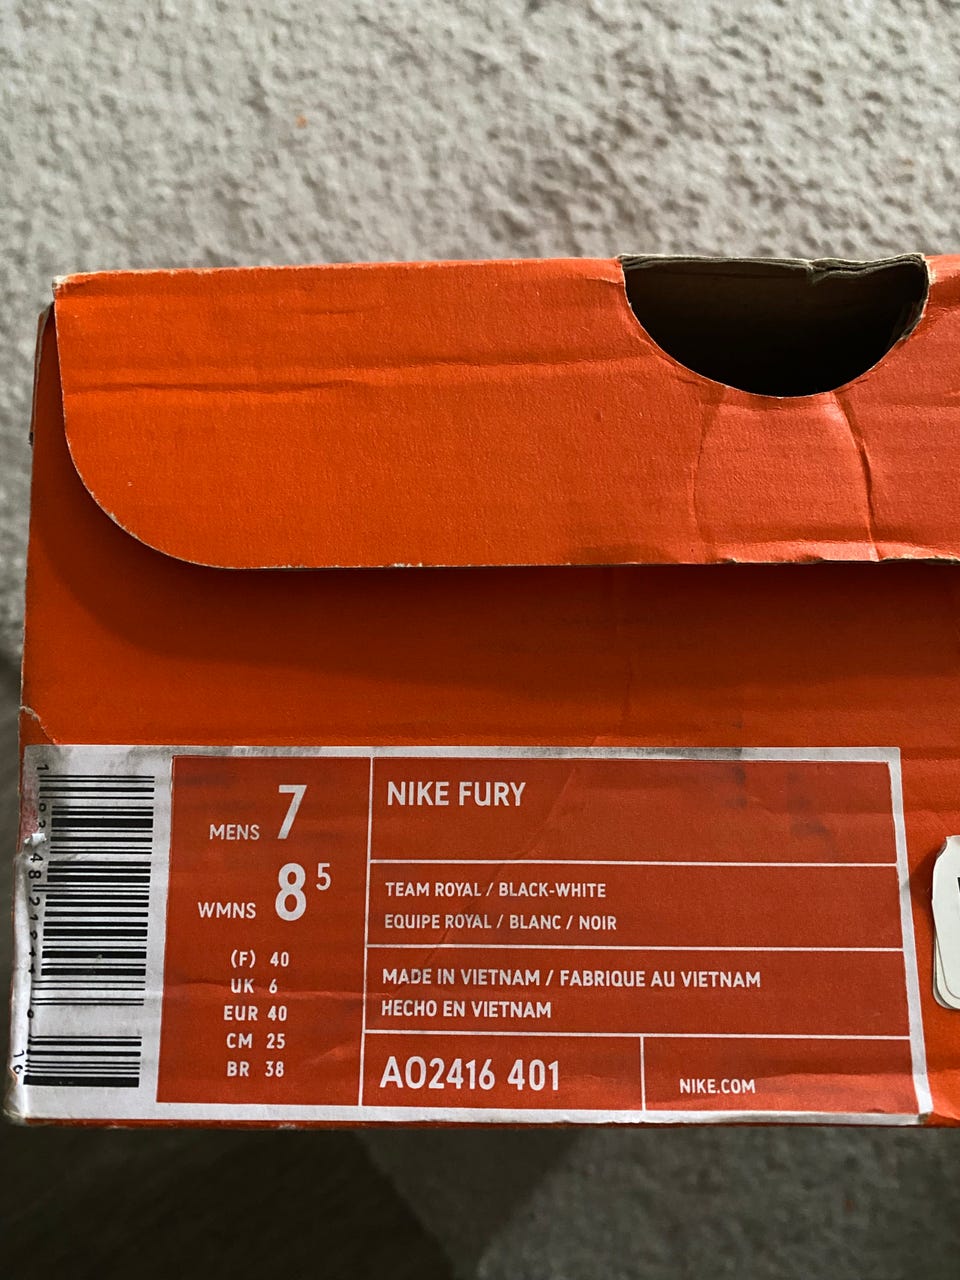 MENS 7
WMNS 8 5
(F) 40
UK 6
EUR 40
CM 25
BR 38
NIKE FURY
TEAM ROYAL / BLACK-WHITE
EQUIPE ROYAL / BLANC / NOIR
MADE IN VIETNAM / FABRIQUE AU VIETNAM
HECHO EN VIETNAM
AO2416 401
NIKE.COM